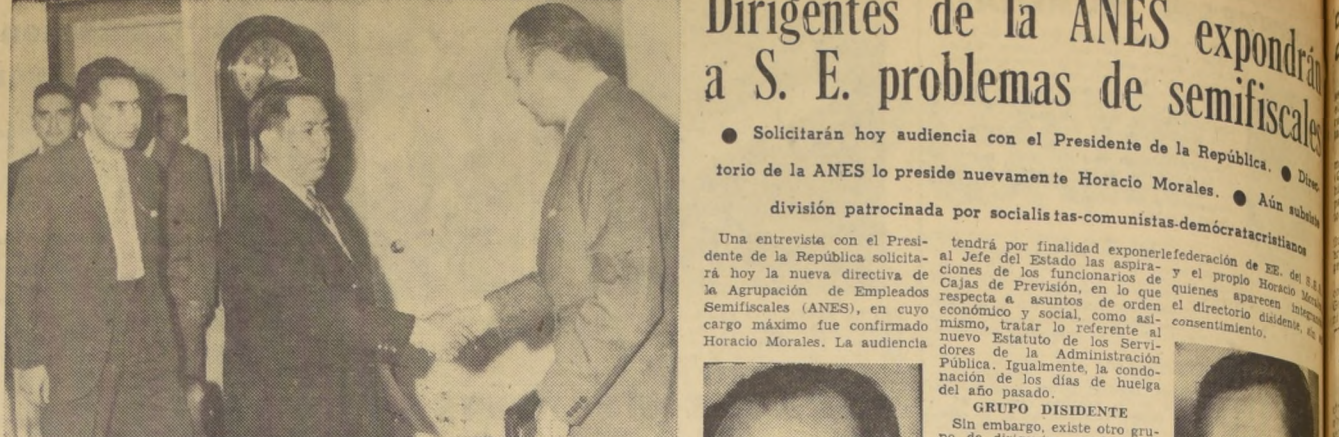 Dirigentes de la ANES expondrán
a S. E. problemas de semifiscales
● Solicitarán hoy audiencia con el Presidente de la República. ● Direc-
torio de la ANES lo preside nuevamente Horacio Morales. ● Aún subsiste
división patrocinada por socialistas-comunistas-demócratacristianos
Una entrevista con el Presi-
dente de la República solicita-
rá hoy la nueva directiva de
la Agrupación de Empleados
Semifiscales (ANES), en cuyo
cargo máximo fue confirmado
Horacio Morales. La audiencia
tendrá por finalidad exponerle
al Jefe del Estado las aspira-
ciones de los funcionarios de
Cajas de Previsión, en lo que
respecta a asuntos de orden
económico y social, como asi-
mismo, tratar lo referente al
nuevo Estatuto de los Servi-
dores de la Administración
Pública. Igualmente, la condo-
nación de los días de huelga
del año pasado.
GRUPO DISIDENTE
Sin embargo, existe otro gru-
po de
federación de EE. del
y el propio Horacio Morales
quienes aparecen
el directorio disidente, sin
consentimiento.